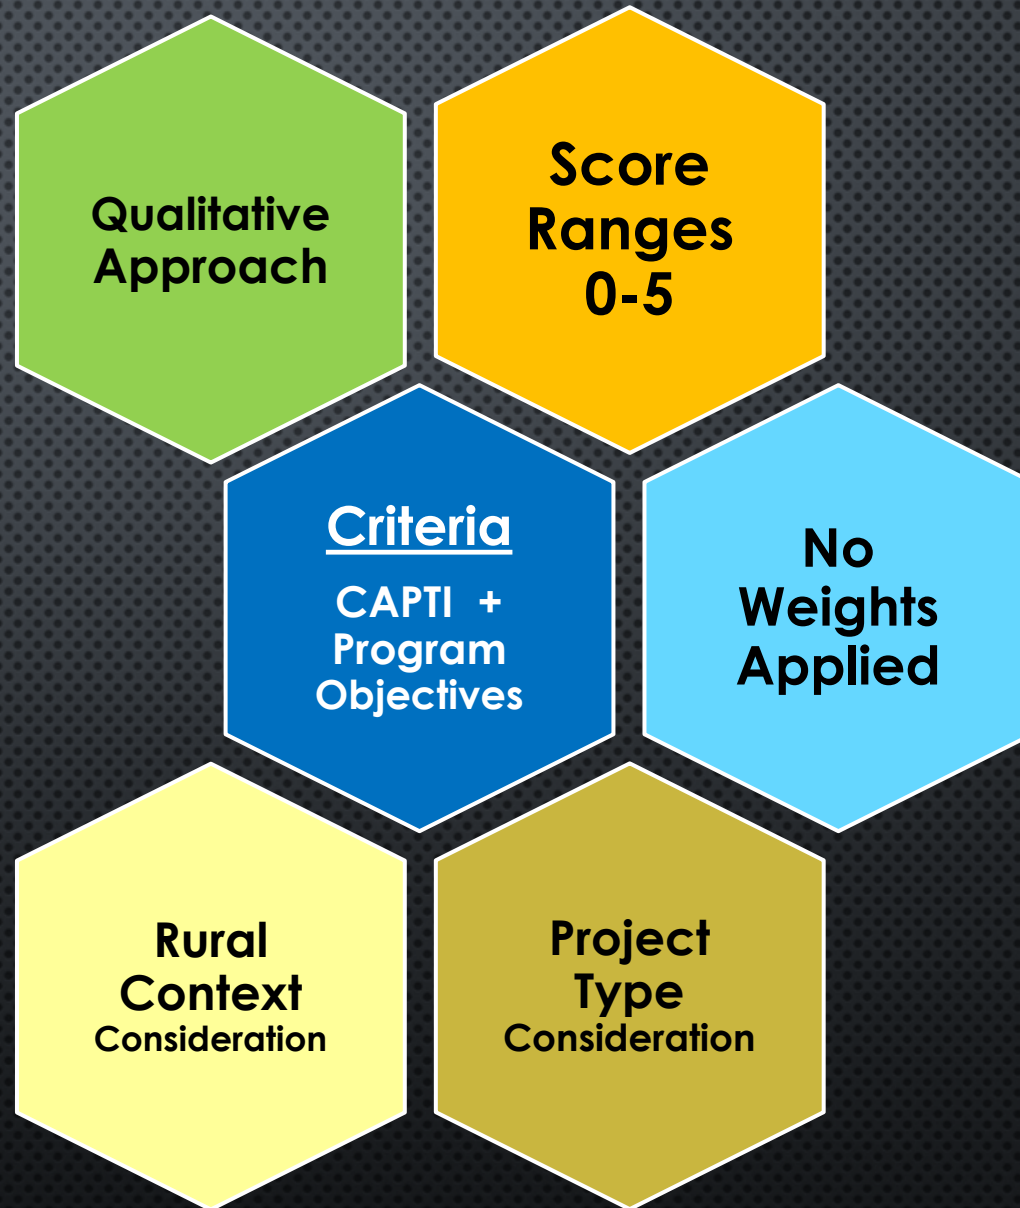 Qualitative
Approach
Score
Ranges
0-5
Criteria
CAPTI +
Program
Objectives
No
Weights
Applied
Rural
Context
Consideration
Project
Type
Consideration